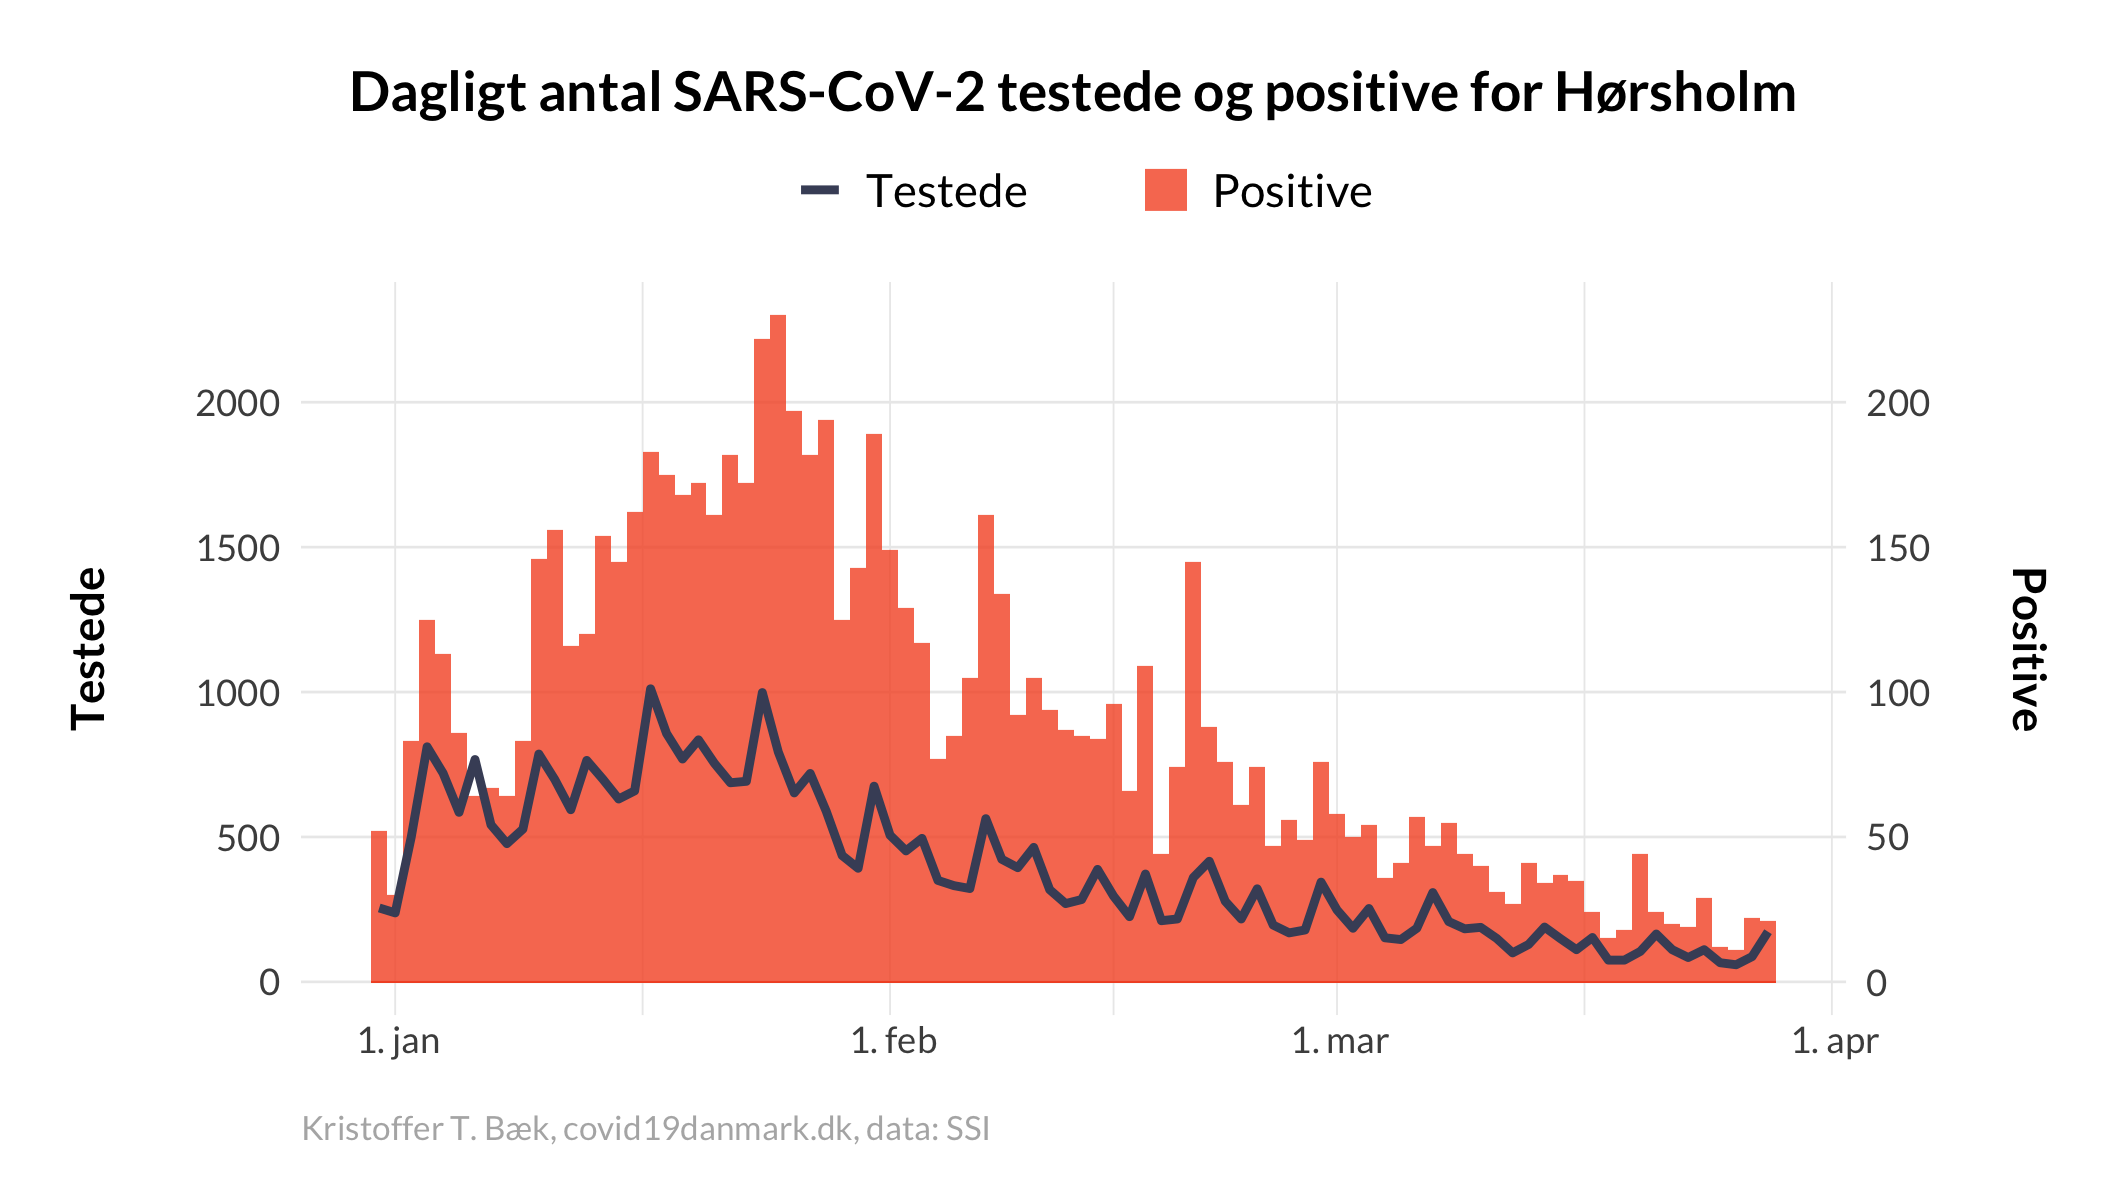 Dagligt antal SARS-CoV-2 testede og positive for Hørsholm
Testede
Positive
2000
1500
1000
500
0
200
150
100
50
0
Testede
Positive
1. jan
1. feb
1. mar
1. apr
Kristoffer T. Bæk, covid19danmark.dk, data: SSI